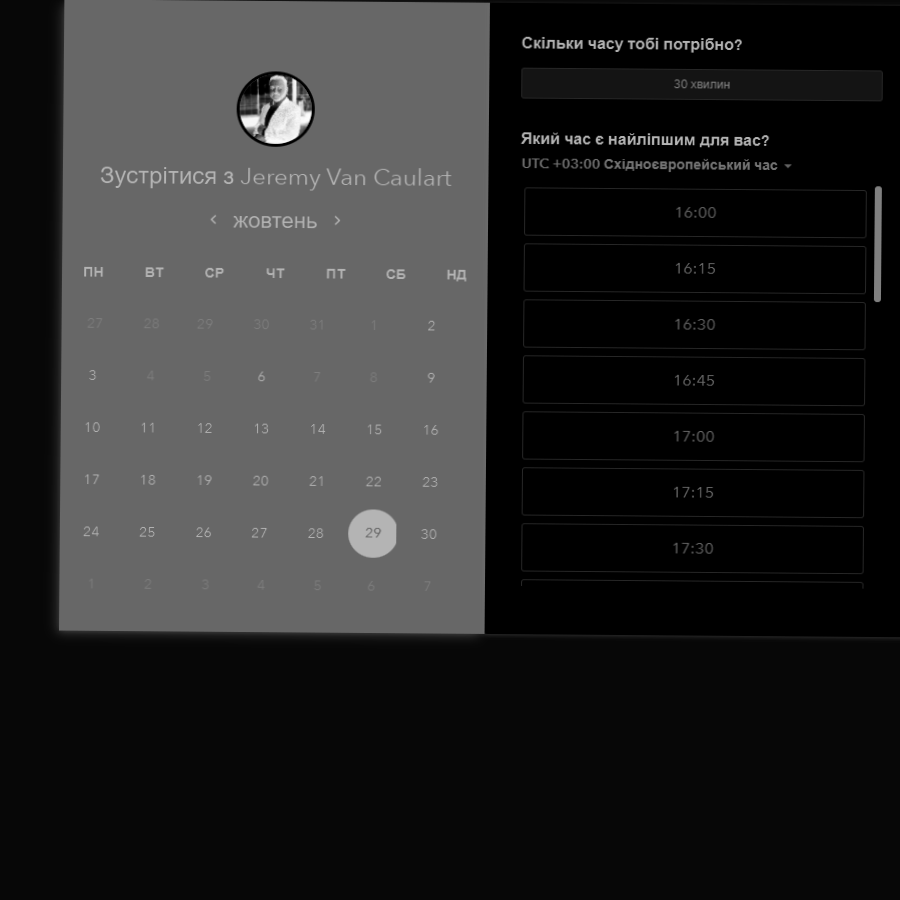 Зустрітися з Jeremy Van Caulart
жовтень
ПН ВТ СР ЧТ ПТ СБ НД
27 28 29 30 31 1 2
3 4 5 6 7 8 9
10 11 12 13 14 15 16
17 18 19 20 21 22 23
24 25 26 27 28 29 30
1 2 3 4 5 6 7
Скільки часу тобі потрібно?
30 хвилин
Який час є найліпшим для вас?
UTC +03:00 Східноєвропейський час
16:00
16:15
16:30
16:45
17:00
17:15
17:30